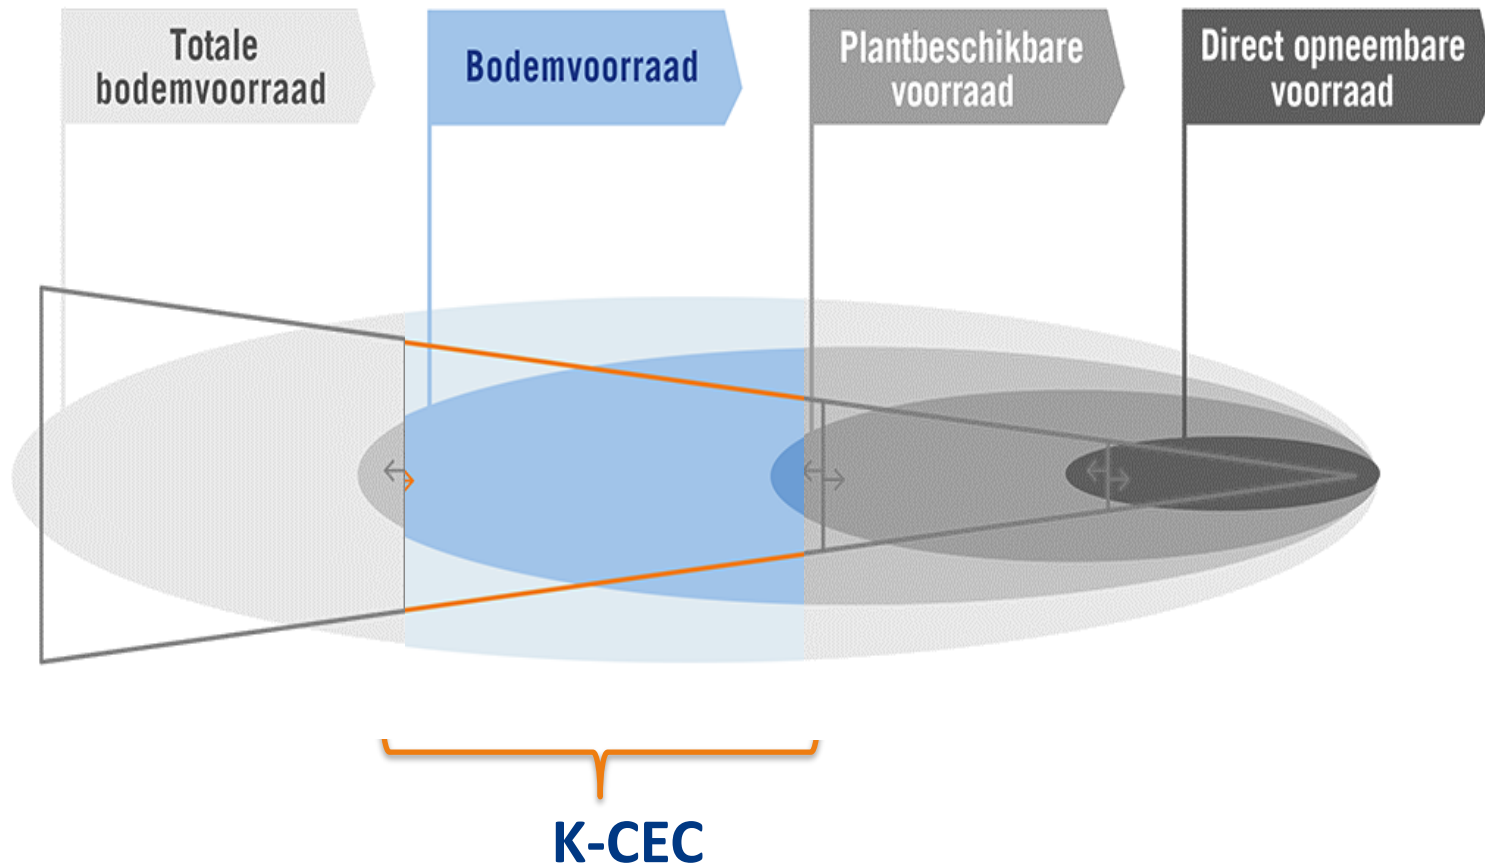 Totale
bodemvoorraad
Bodemvoorraad
Plantbeschikbare
voorraad
Direct opneembare
voorraad
K-CEC